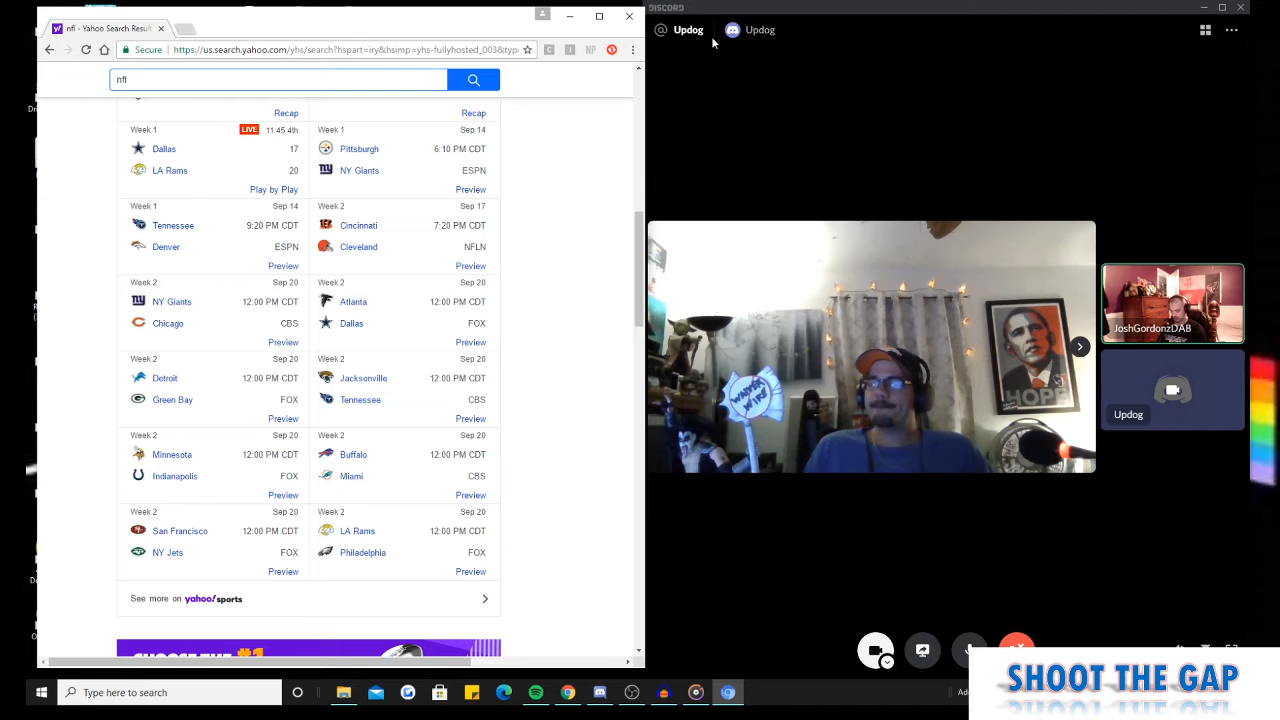 nfl - Yahoo Search Result
DISCORD
Updog
Updog
Secure
https://us.search.yahoo.com/yhs/search?hspart=iry&hsimp=yhs-fullyhosted_003&type
nfl
Recap
Recap
Week 1 LIVE 11:45 4th
Dallas 17
LA Rams 20
Play by Play
Week 1 Sep 14
Pittsburgh 6:10 PM CDT
NY Giants ESPN
Preview
Week 1 Sep 14
Tennessee 9:20 PM CDT
Denver ESPN
Preview
Week 2 Sep 17
Cincinnati 7:20 PM CDT
Cleveland NFLN
Preview
Week 2 Sep 20
NY Giants 12:00 PM CDT
Chicago CBS
Preview
Week 2 Sep 20
Atlanta 12:00 PM CDT
Dallas FOX
Preview
Week 2 Sep 20
Detroit 12:00 PM CDT
Green Bay FOX
Preview
Week 2 Sep 20
Jacksonville 12:00 PM CDT
Tennessee CBS
Preview
Week 2 Sep 20
Minnesota 12:00 PM CDT
Indianapolis FOX
Preview
Week 2 Sep 20
Buffalo 12:00 PM CDT
Miami CBS
Preview
Week 2 Sep 20
San Francisco 12:00 PM CDT
NY Jets FOX
Preview
Week 2 Sep 20
LA Rams 12:00 PM CDT
Philadelphia FOX
Preview
See more on yahoo!sports
CHOOSE THE #1
HOPE
JoshGordonzDAB
Updog
Type here to search
SHOOT THE GAP